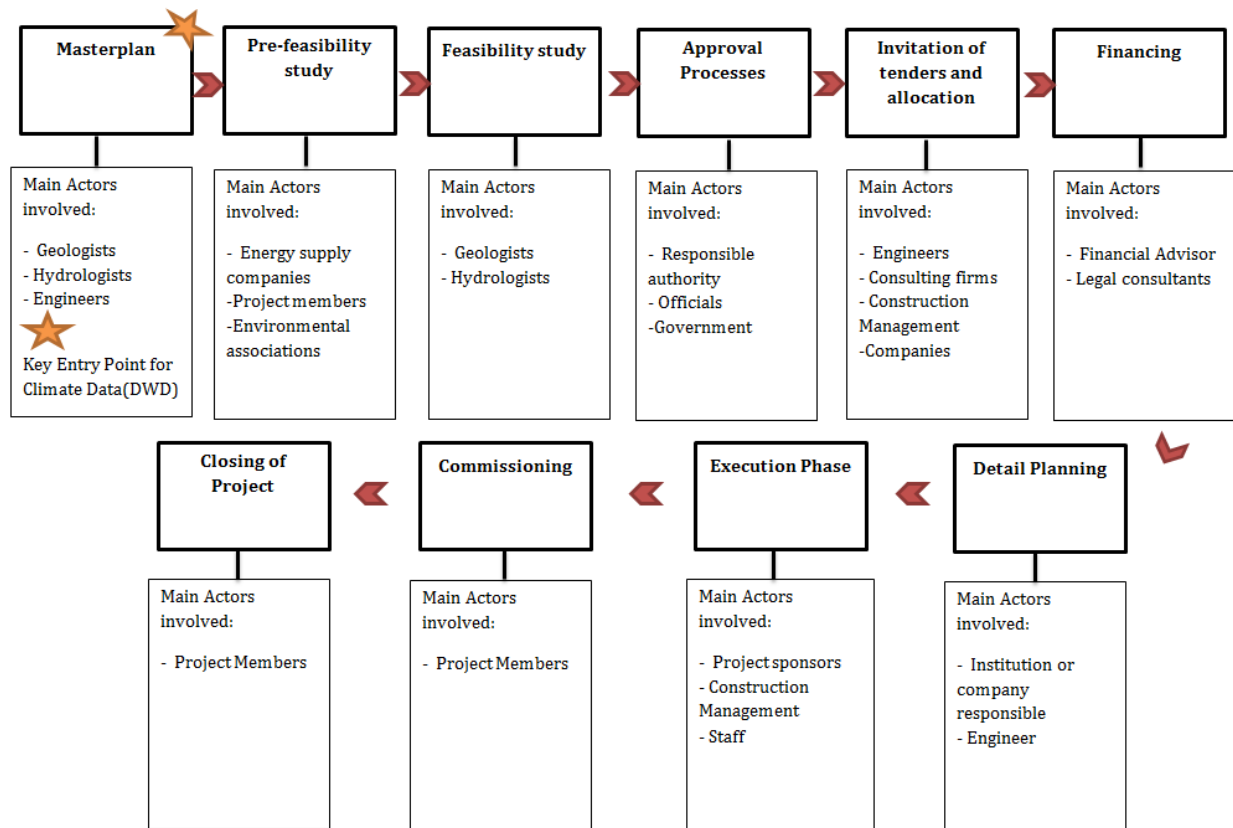 Masterplan
Pre-feasibility
study
Feasibility study
Approval
Processes
Invitation of
tenders and
allocation
Financing
Main Actors
involved:
- Geologists
- Hydrologists
- Engineers
Key Entry Point for
Climate Data(DWD)
Main Actors
involved:
- Energy supply
companies
-Project members
-Environmental
associations
Main Actors
involved:
- Geologists
- Hydrologists
Main Actors
involved:
- Responsible
authority
- Officials
-Government
Main Actors
involved:
- Engineers
- Consulting firms
- Construction
Management
-Companies
Main Actors
involved:
- Financial Advisor
- Legal consultants
Closing of
Project
Commissioning
Execution Phase
Detail Planning
Main Actors
involved:
- Project Members
Main Actors
involved:
- Project Members
Main Actors
involved:
- Project sponsors
- Construction
Management
- Staff
Main Actors
involved:
- Institution or
company
responsible
- Engineer